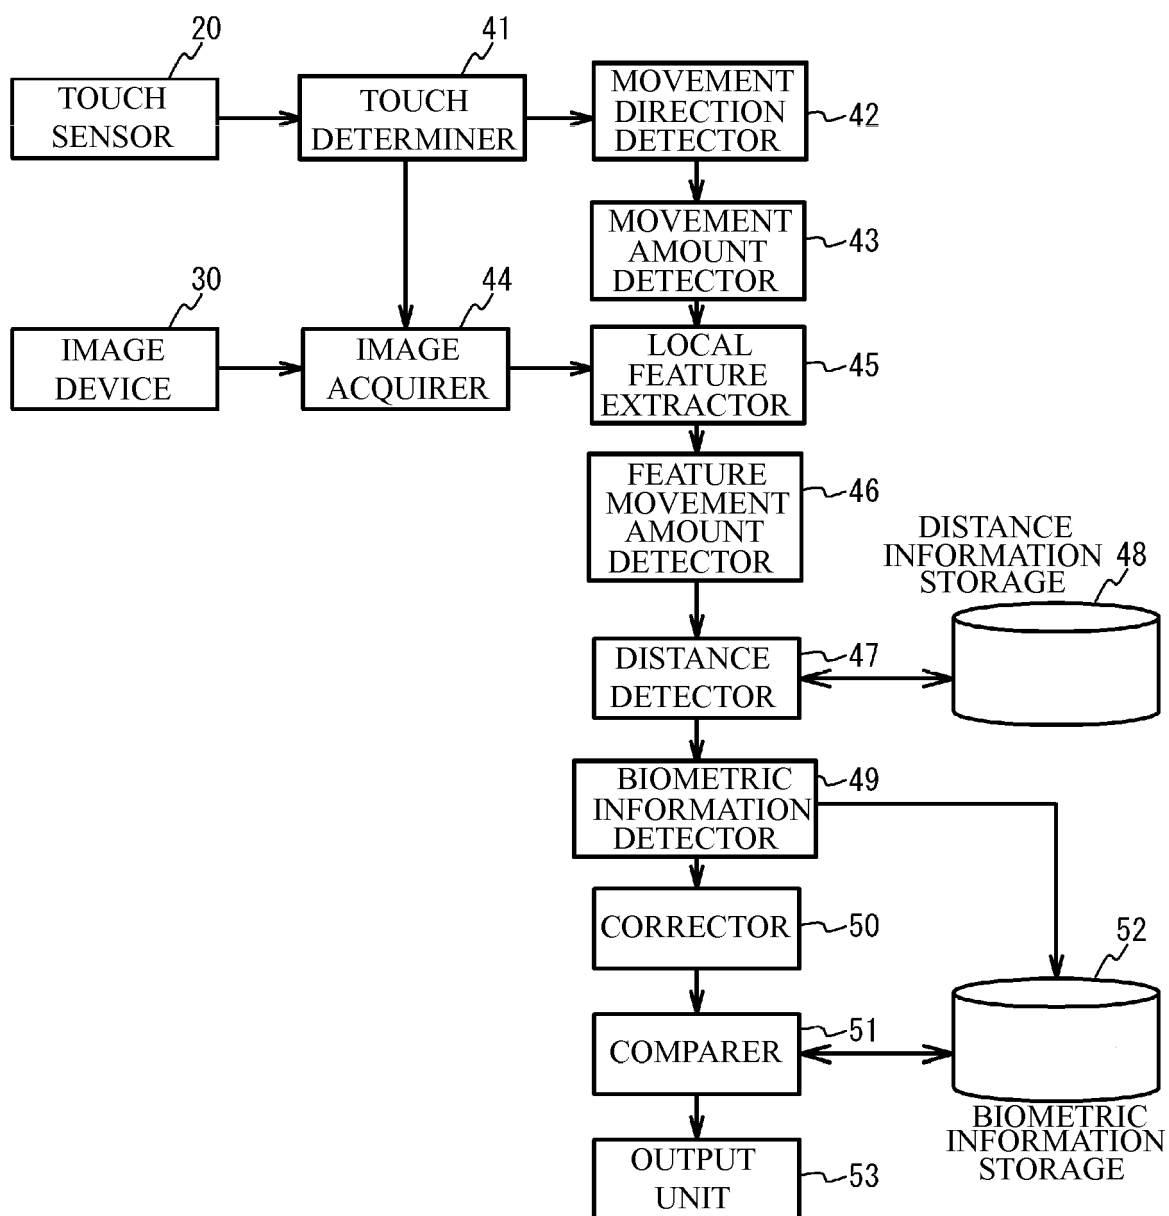 20
TOUCH
SENSOR
41
TOUCH
DETERMINER
MOVEMENT
DIRECTION
DETECTOR
42
MOVEMENT
AMOUNT
DETECTOR
43
30
IMAGE
DEVICE
44
IMAGE
ACQUIRER
LOCAL
FEATURE
EXTRACTOR
45
FEATURE
MOVEMENT
AMOUNT
DETECTOR
46
DISTANCE
INFORMATION
STORAGE
48
DISTANCE
DETECTOR
47
BIOMETRIC
INFORMATION
DETECTOR
49
CORRECTOR
50
52
COMPARER
51
BIOMETRIC
INFORMATION
STORAGE
OUTPUT
UNIT
53